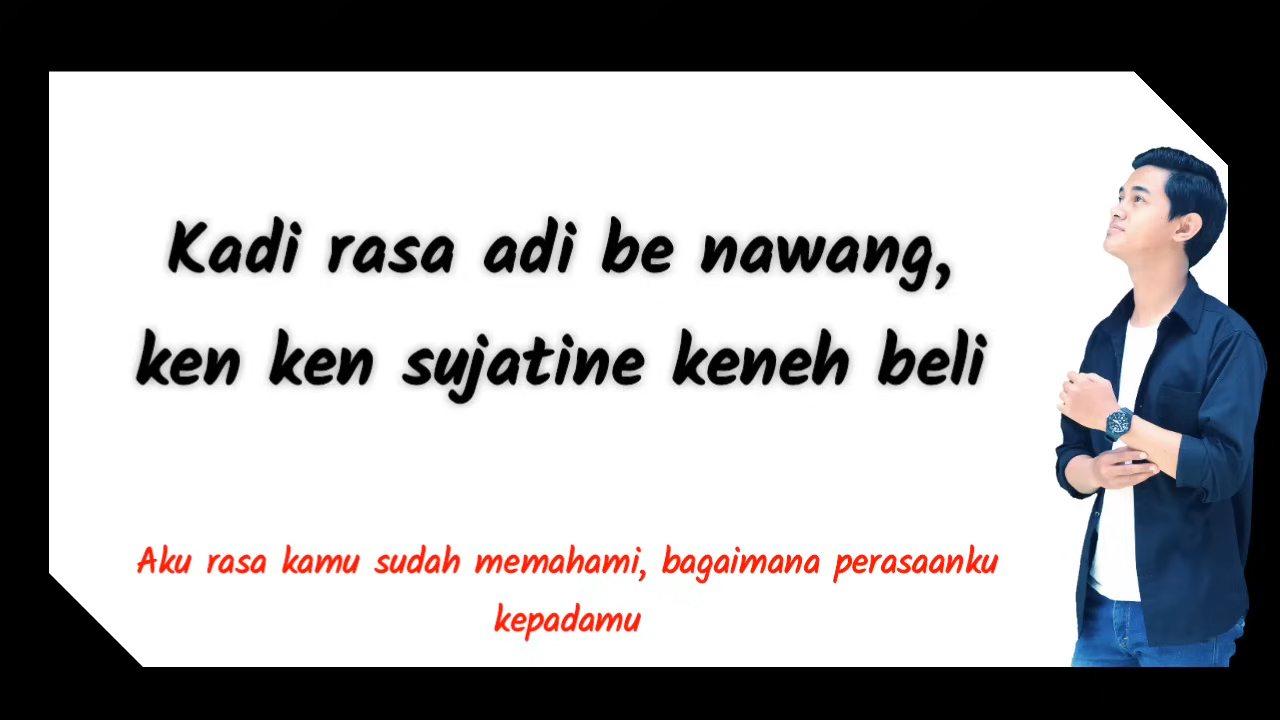 Kadi rasa adi be nawang,
ken ken sujatine keneh beli
Aku rasa kamu sudah memahami, bagaimana perasaanku
kepadamu